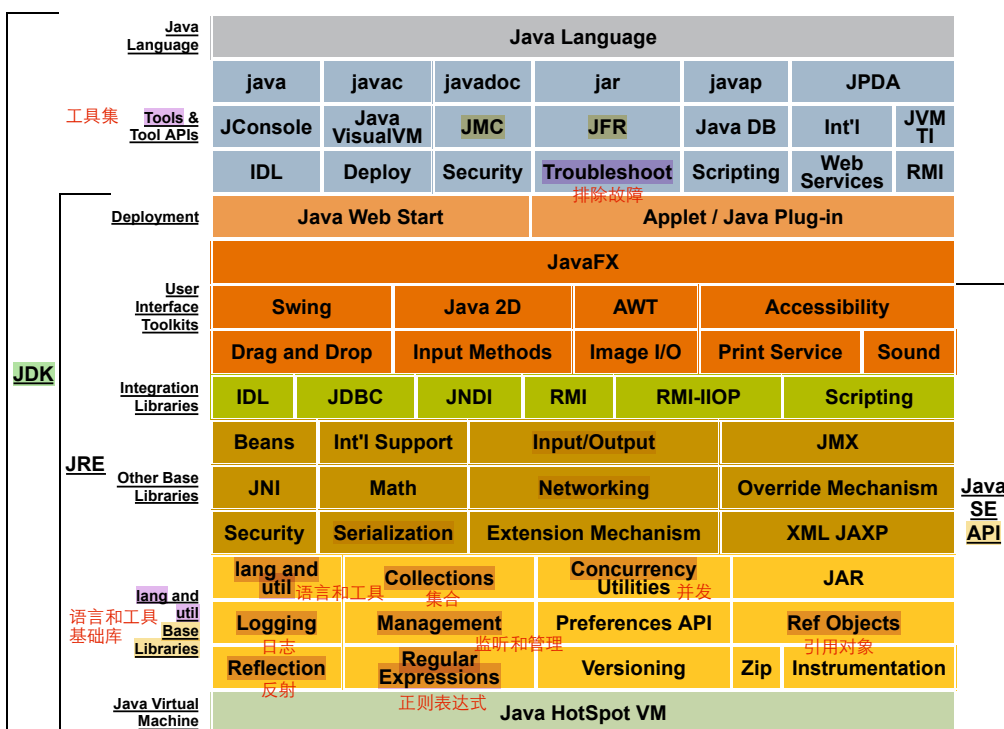 Java
Language
Java Language
java javac javadoc jar javap JPDA
工具集
Tools &
Tool APIs
JConsole Java VisualVM JMC JFR Java DB Int'l JVM TI
IDL Deploy Security Troubleshoot Scripting Web Services RMI
排除故障
Deployment
Java Web Start Applet / Java Plug-in
JavaFX
User
Interface
Toolkits
Swing Java 2D AWT Accessibility
Drag and Drop Input Methods Image I/O Print Service Sound
JDK
Integration
Libraries
IDL JDBC JNDI RMI RMI-IIOP Scripting
Beans Int'l Support Input/Output JMX
JRE
Other Base
Libraries
JNI Math Networking Override Mechanism
Java
SE
API
Security Serialization Extension Mechanism XML JAXP
lang and
util
语言和工具
Collections
集合
Concurrency
Utilities
并发
JAR
语言和工具
基础库
lang and
util
Base
Libraries
Logging Management Preferences API Ref Objects
日志 监听和管理 引用对象
Reflection Regular Expressions Versioning Zip Instrumentation
反射
正则表达式
Java Virtual
Machine
Java HotSpot VM